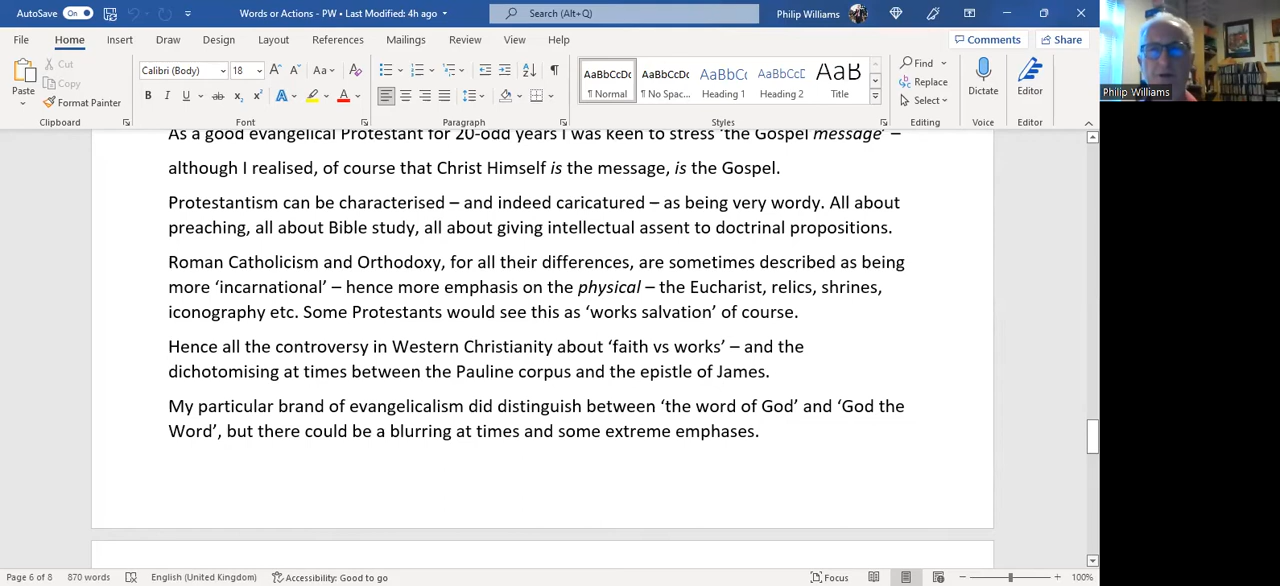 AutoSave On
Words or Actions - PW • Last Modified: 4h ago
Search (Alt+Q)
Philip Williams
File Home Insert Draw Design Layout References Mailings Review View Help
Comments Share
Paste
Cut
Copy
Format Painter
Calibri (Body) 18
AaBbCcDc AaBbCcDc AaBbCc AaBbCcD AaB
¶ Normal ¶ No Spac... Heading 1 Heading 2 Title
Find
Replace
Select
Dictate
Editor
Clipboard Font Paragraph Styles Editing Voice Editor
Philip Williams
As a good evangelical Protestant for 20-odd years I was keen to stress ‘the Gospel message’ –
although I realised, of course that Christ Himself is the message, is the Gospel.
Protestantism can be characterised – and indeed caricatured – as being very wordy. All about
preaching, all about Bible study, all about giving intellectual assent to doctrinal propositions.
Roman Catholicism and Orthodoxy, for all their differences, are sometimes described as being
more ‘incarnational’ – hence more emphasis on the physical – the Eucharist, relics, shrines,
iconography etc. Some Protestants would see this as ‘works salvation’ of course.
Hence all the controversy in Western Christianity about ‘faith vs works’ – and the
dichotomising at times between the Pauline corpus and the epistle of James.
My particular brand of evangelicalism did distinguish between ‘the word of God’ and ‘God the
Word’, but there could be a blurring at times and some extreme emphases.
Page 6 of 8 870 words English (United Kingdom) Accessibility: Good to go
Focus
100%